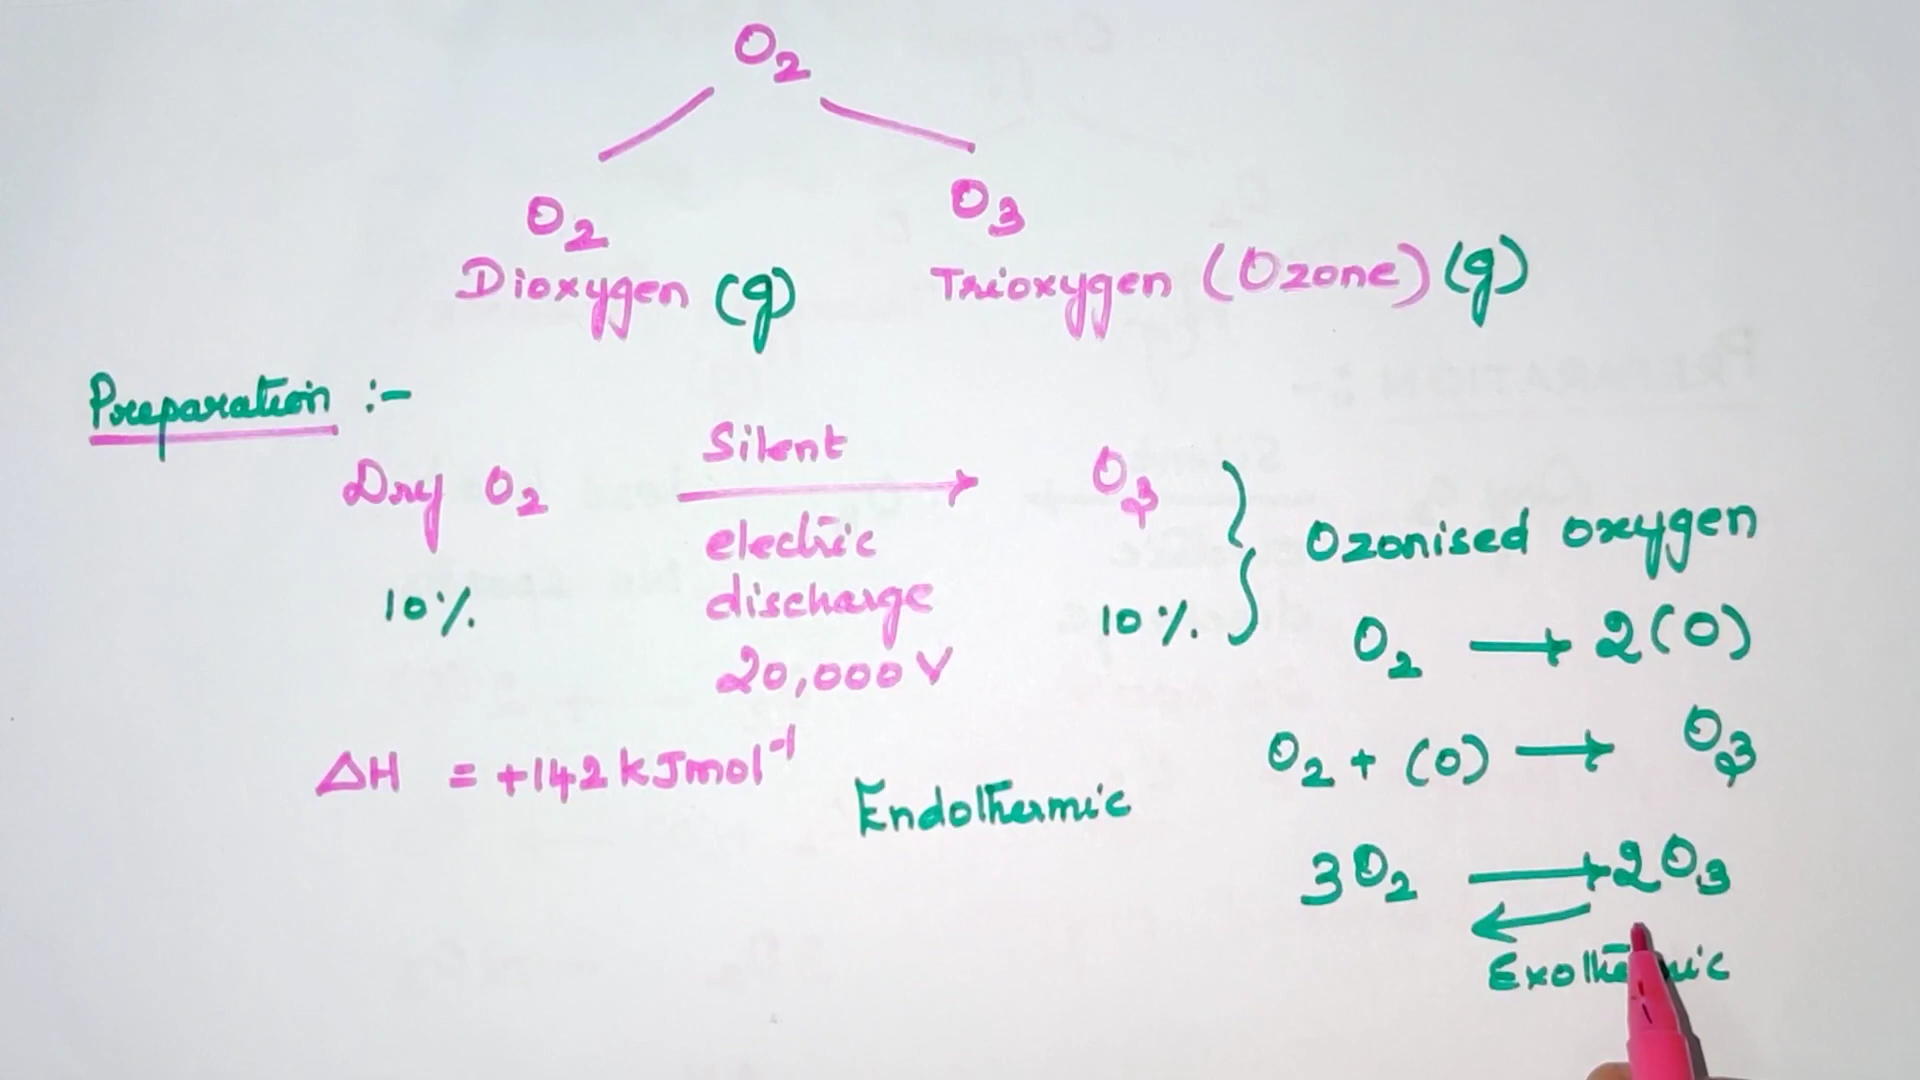 O₂
O₂ O₃
Dioxygen (g) Trioxygen (Ozone) (g)
Preparation :-
Dry O₂ Silent → O₃
electric
discharge
20,000 V
10% 10% } Ozonised oxygen
O₂ → 2(O)
ΔH = +142 kJmol⁻¹ Endothermic
O₂ + (O) → O₃
3O₂ → 2O₃
←
Exothermic